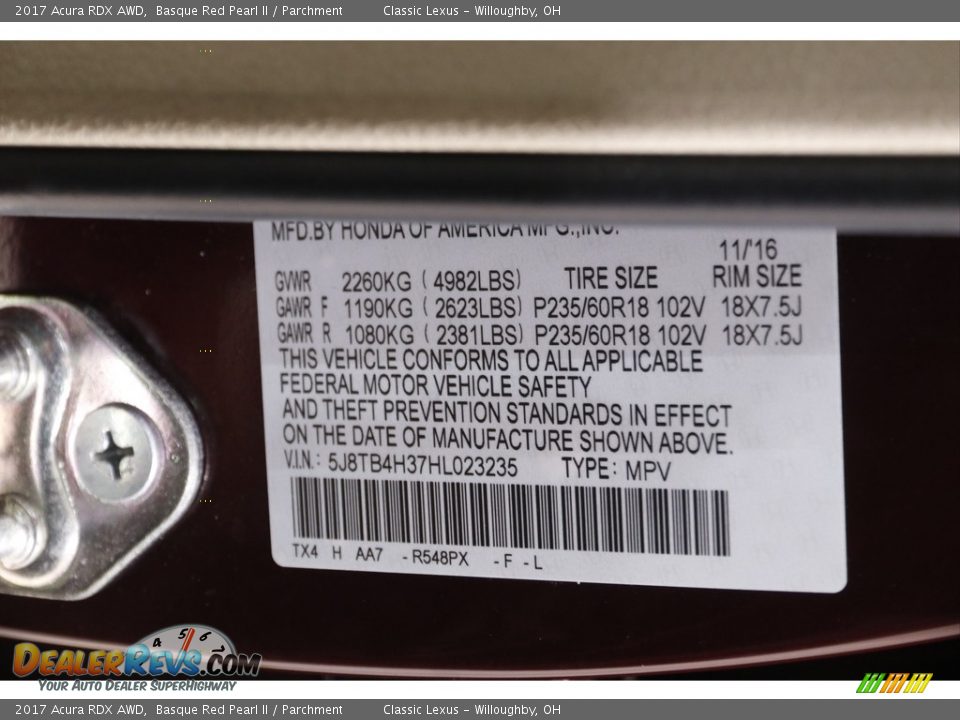 2017 Acura RDX AWD, Basque Red Pearl II / Parchment Classic Lexus - Willoughby, OH
MFD.BY HONDA OF AMERICA MFG.,INC.
11/'16
GVWR 2260KG ( 4982LBS) TIRE SIZE RIM SIZE
GAWR F 1190KG ( 2623LBS) P235/60R18 102V 18X7.5J
GAWR R 1080KG ( 2381LBS) P235/60R18 102V 18X7.5J
THIS VEHICLE CONFORMS TO ALL APPLICABLE
FEDERAL MOTOR VEHICLE SAFETY
AND THEFT PREVENTION STANDARDS IN EFFECT
ON THE DATE OF MANUFACTURE SHOWN ABOVE.
V.I.N.: 5J8TB4H37HL023235 TYPE: MPV
TX4 H AA7 -R548PX -F -L
4 5 6
DEALERREVS.COM
YOUR AUTO DEALER SUPERHIGHWAY
2017 Acura RDX AWD, Basque Red Pearl II / Parchment Classic Lexus - Willoughby, OH